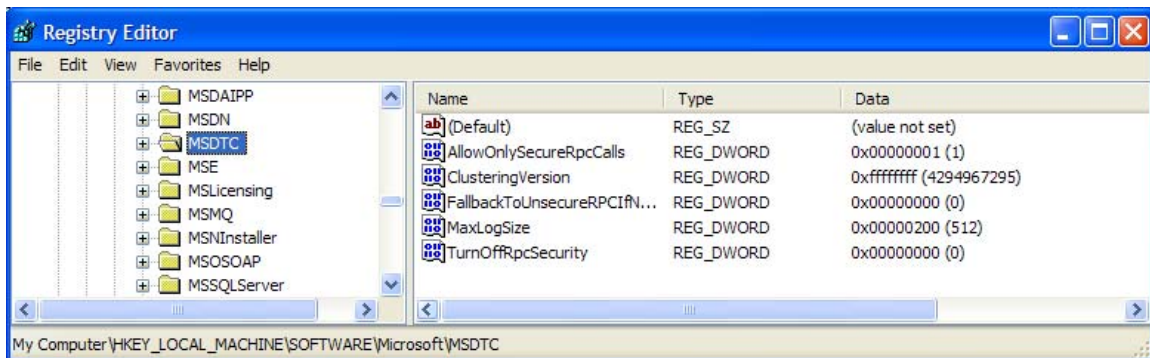 Registry Editor
File Edit View Favorites Help
MSDAIPP
MSDN
MSDTC
MSE
MSLicensing
MSMQ
MSNInstaller
MSOSOAP
MSSQLServer
Name Type Data
ab (Default) REG_SZ (value not set)
AllowOnlySecureRpcCalls REG_DWORD 0x00000001 (1)
ClusteringVersion REG_DWORD 0xffffffff (4294967295)
FallbackToUnsecureRPCIfN... REG_DWORD 0x00000000 (0)
MaxLogSize REG_DWORD 0x00000200 (512)
TurnOffRpcSecurity REG_DWORD 0x00000000 (0)
My Computer\HKEY_LOCAL_MACHINE\SOFTWARE\Microsoft\MSDTC